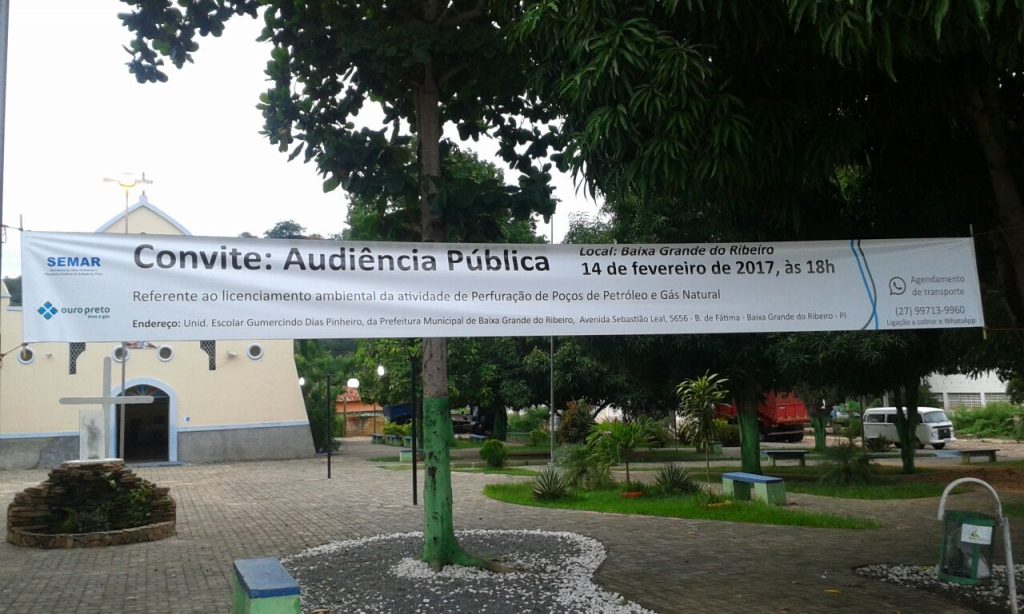 SEMAR
ouro preto
óleo e gás
Convite: Audiência Pública
Local: Baixa Grande do Ribeiro
14 de fevereiro de 2017, às 18h
Referente ao licenciamento ambiental da atividade de Perfuração de Poços de Petróleo e Gás Natural
Endereço: Unid. Escolar Gumercindo Dias Pinheiro, da Prefeitura Municipal de Baixa Grande do Ribeiro, Avenida Sebastião Leal, 5656 - B. de Fátima - Baixa Grande do Ribeiro - PI
Agendamento
de transporte
(27) 99713-9960
Ligação a cobrar e WhatsApp